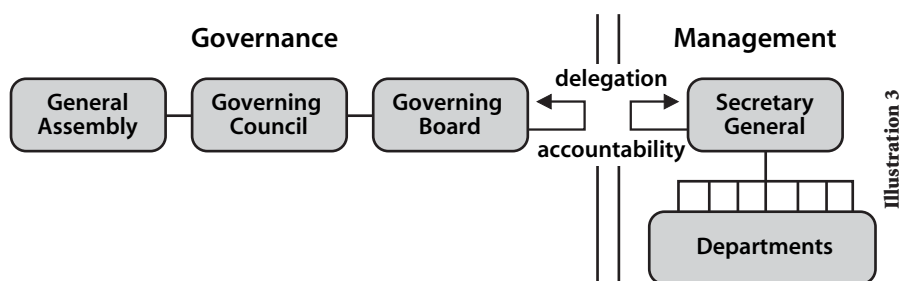 Governance
Management
General
Assembly
Governing
Council
Governing
Board
delegation
accountability
Secretary
General
Departments
Illustration 3